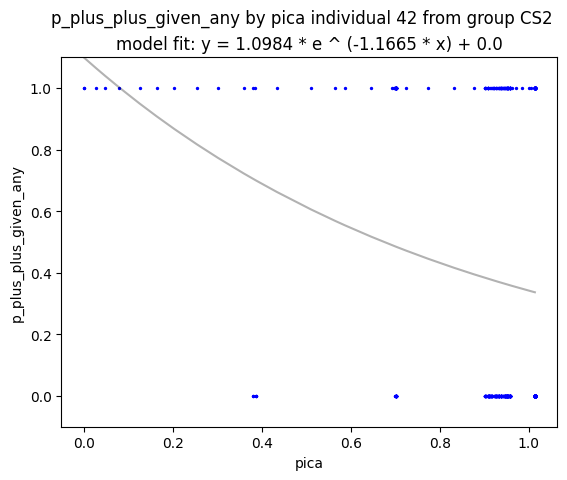 p_plus_plus_given_any by pica individual 42 from group CS2
model fit: y = 1.0984 * e ^ (-1.1665 * x) + 0.0
1.0
0.8
0.6
0.4
0.2
0.0
p_plus_plus_given_any
0.0 0.2 0.4 0.6 0.8 1.0
pica